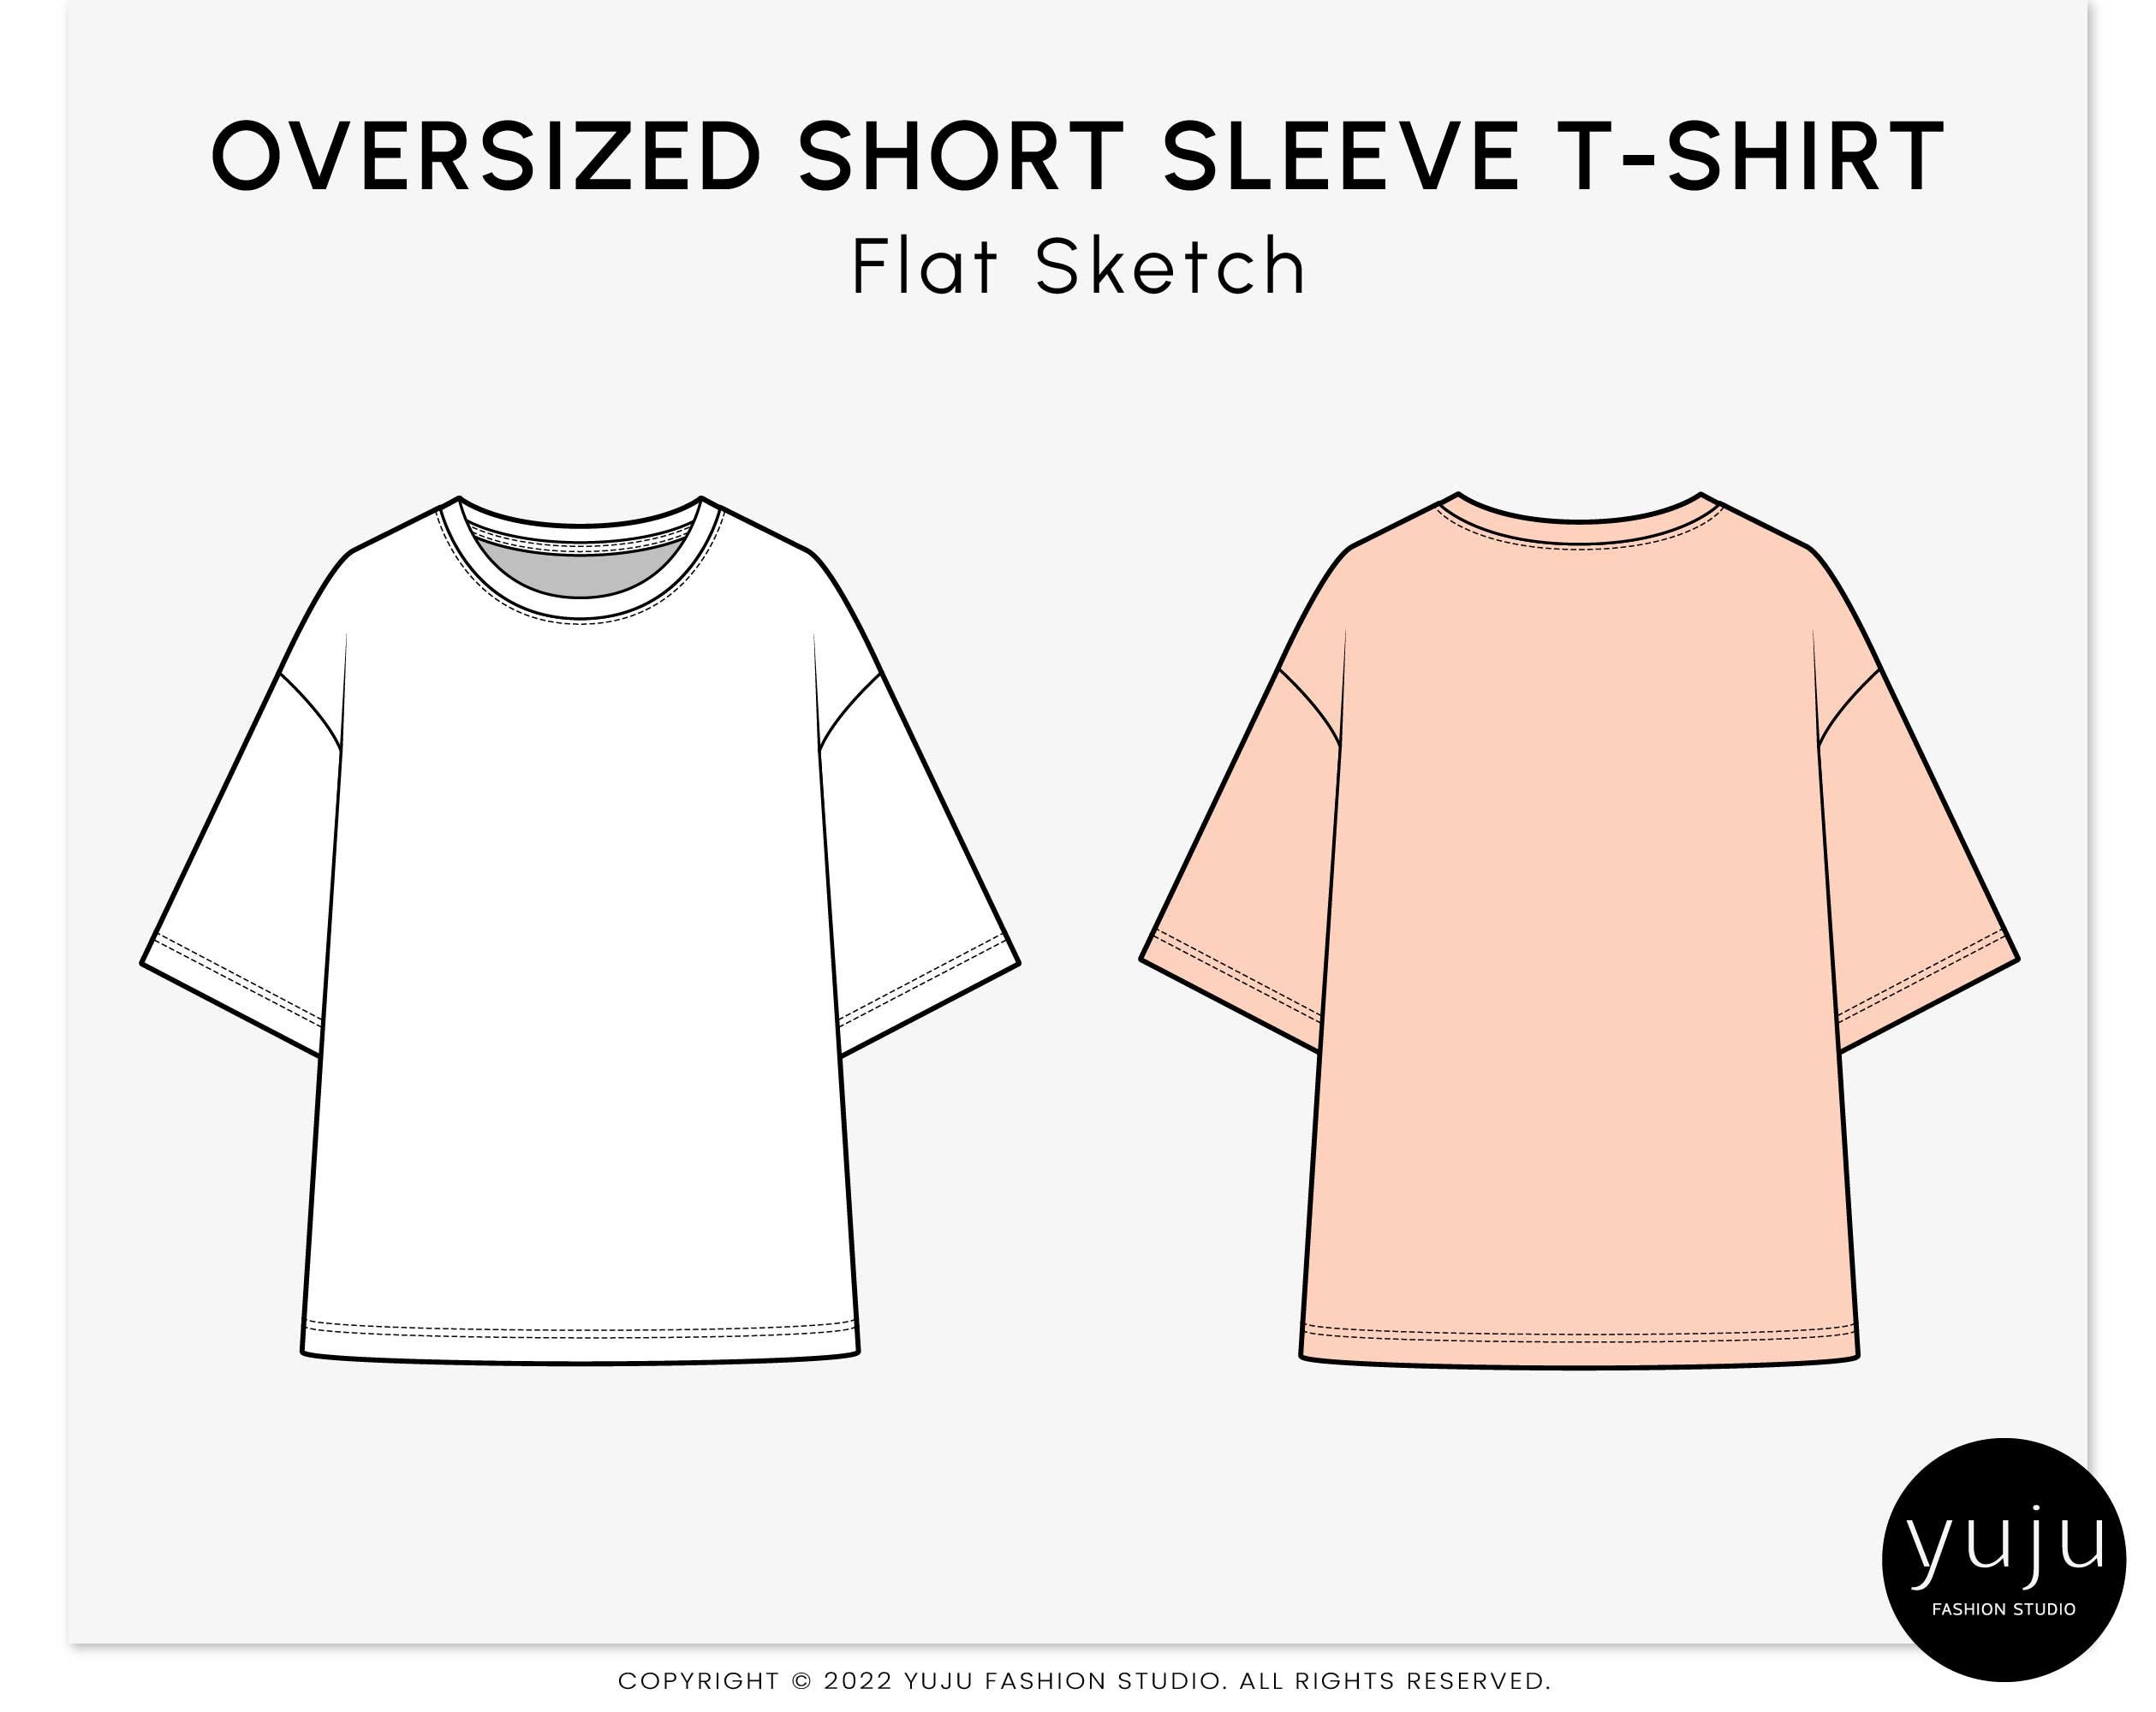 OVERSIZED SHORT SLEEVE T-SHIRT
Flat Sketch
yuju
FASHION STUDIO
COPYRIGHT © 2022 YUJU FASHION STUDIO. ALL RIGHTS RESERVED.